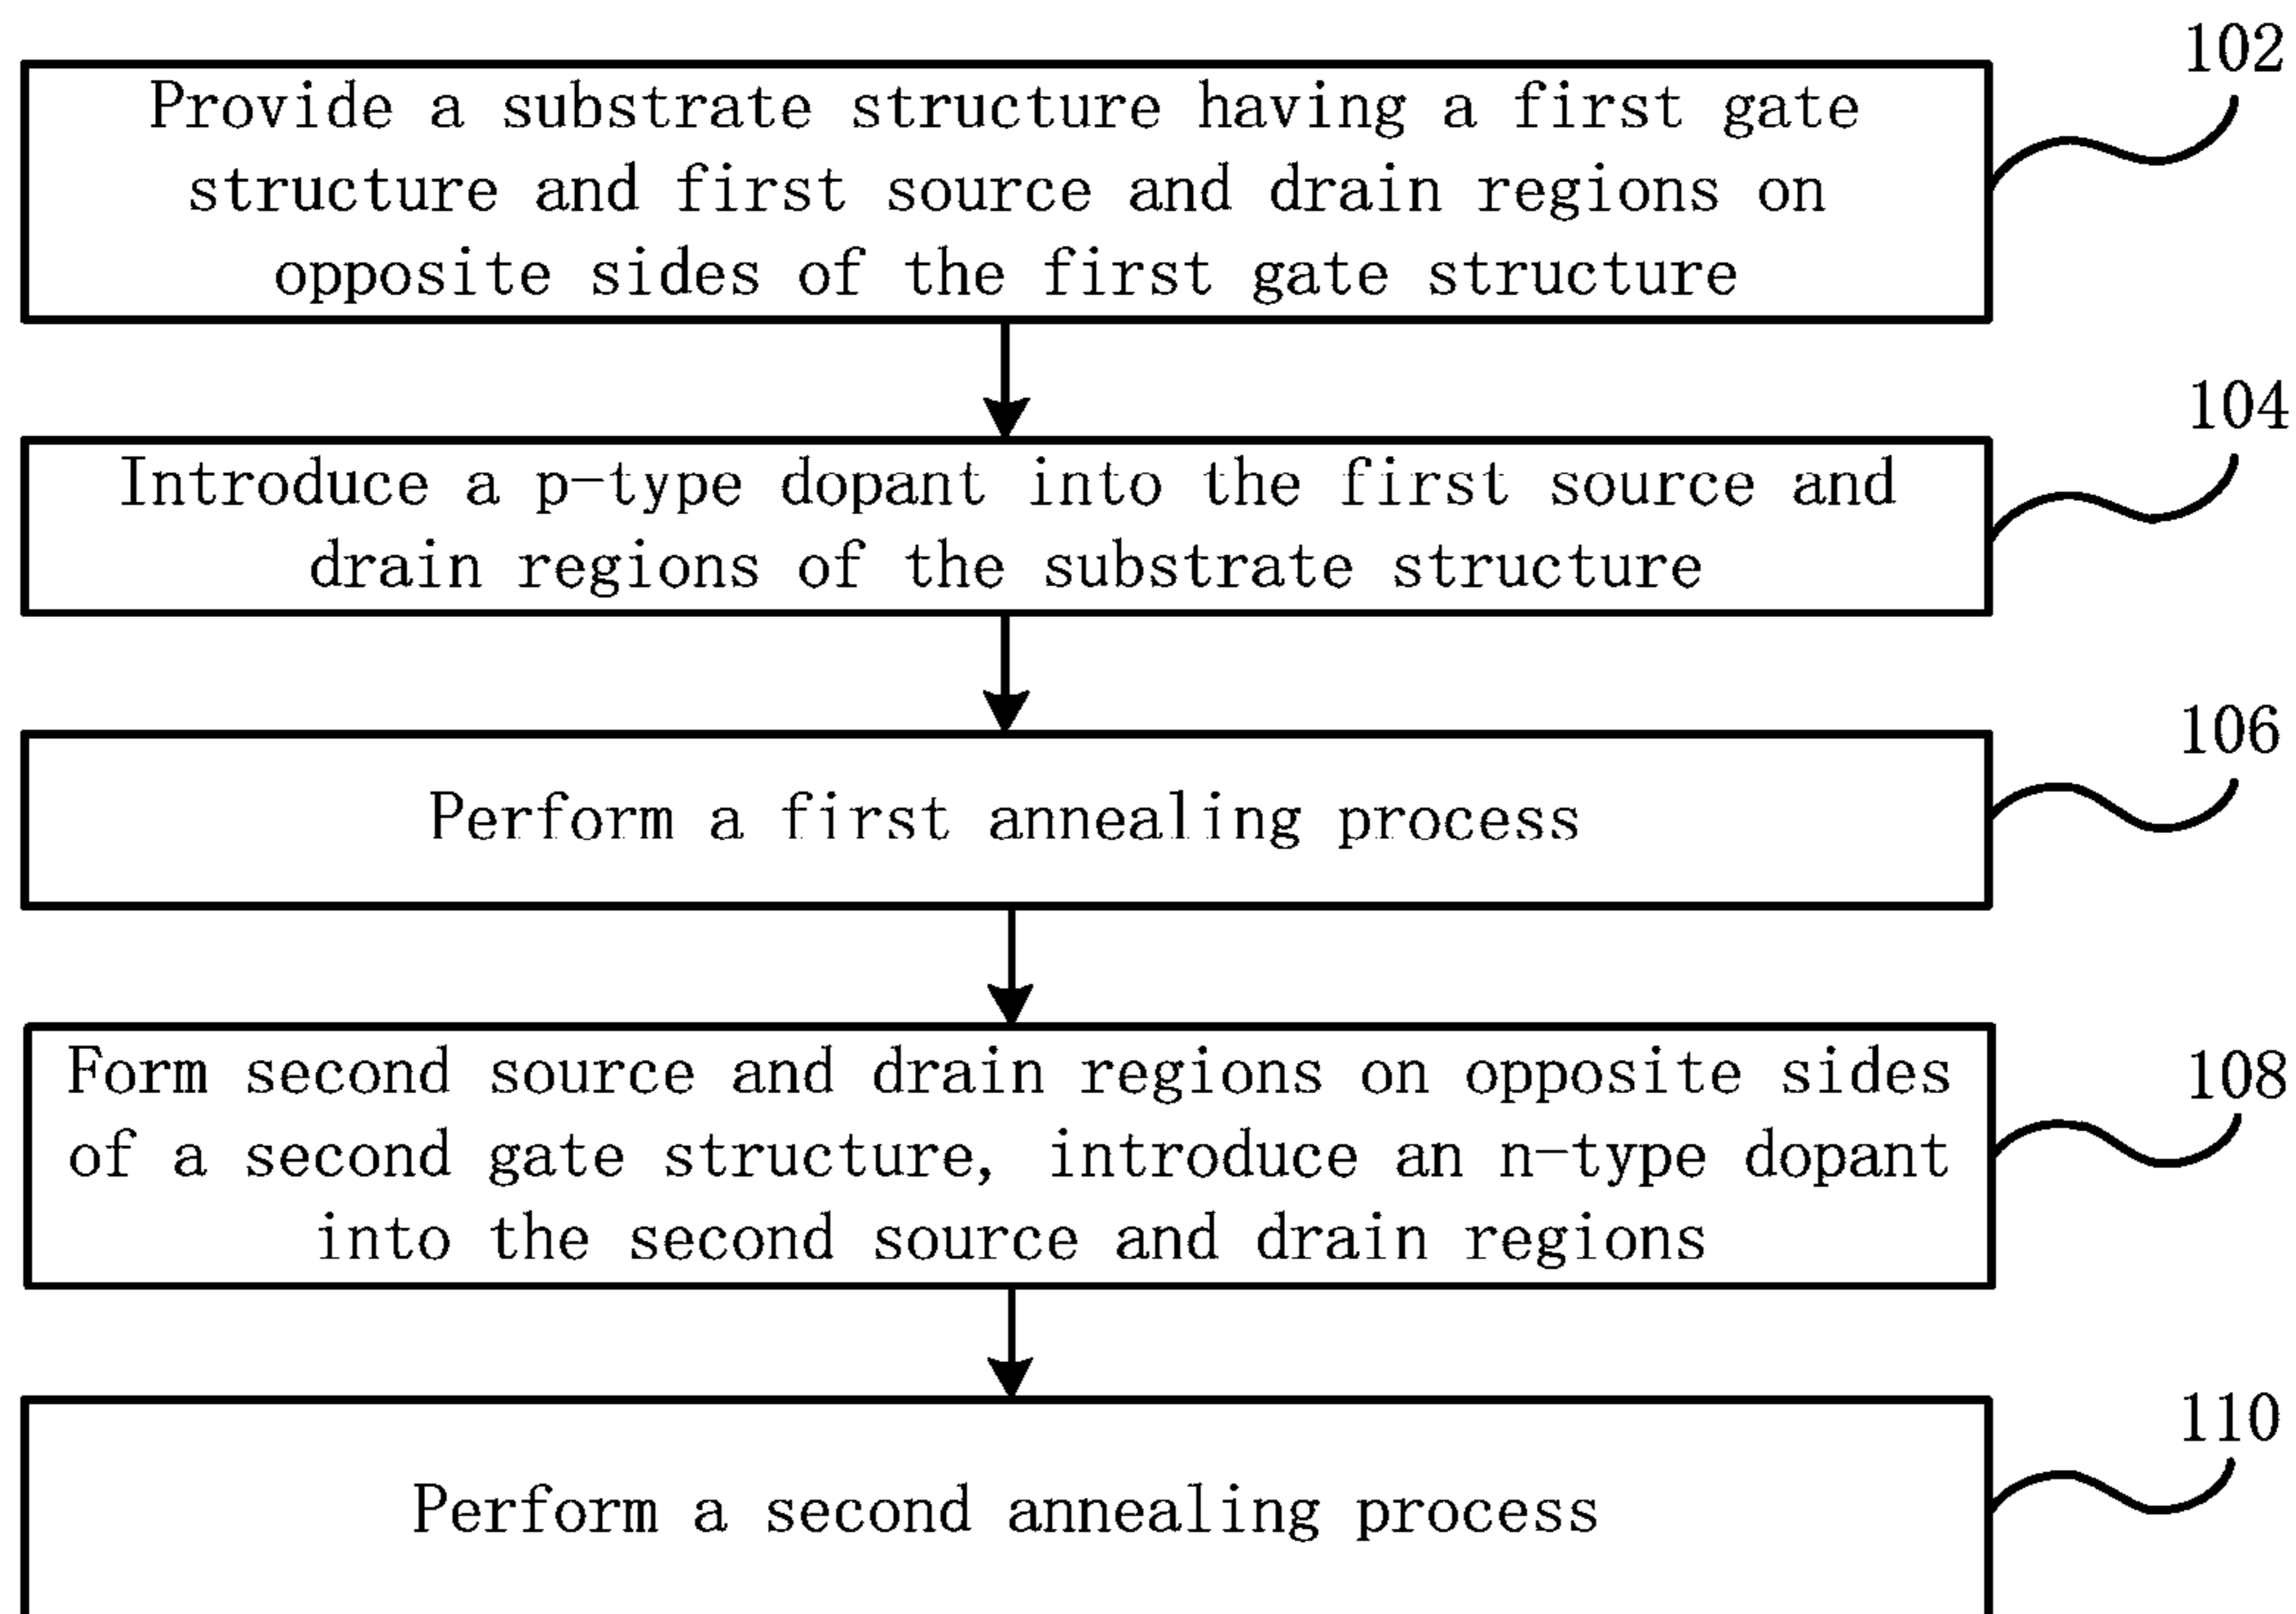 102
Provide a substrate structure having a first gate
structure and first source and drain regions on
opposite sides of the first gate structure
104
Introduce a p-type dopant into the first source and
drain regions of the substrate structure
106
Perform a first annealing process
108
Form second source and drain regions on opposite sides
of a second gate structure, introduce an n-type dopant
into the second source and drain regions
110
Perform a second annealing process